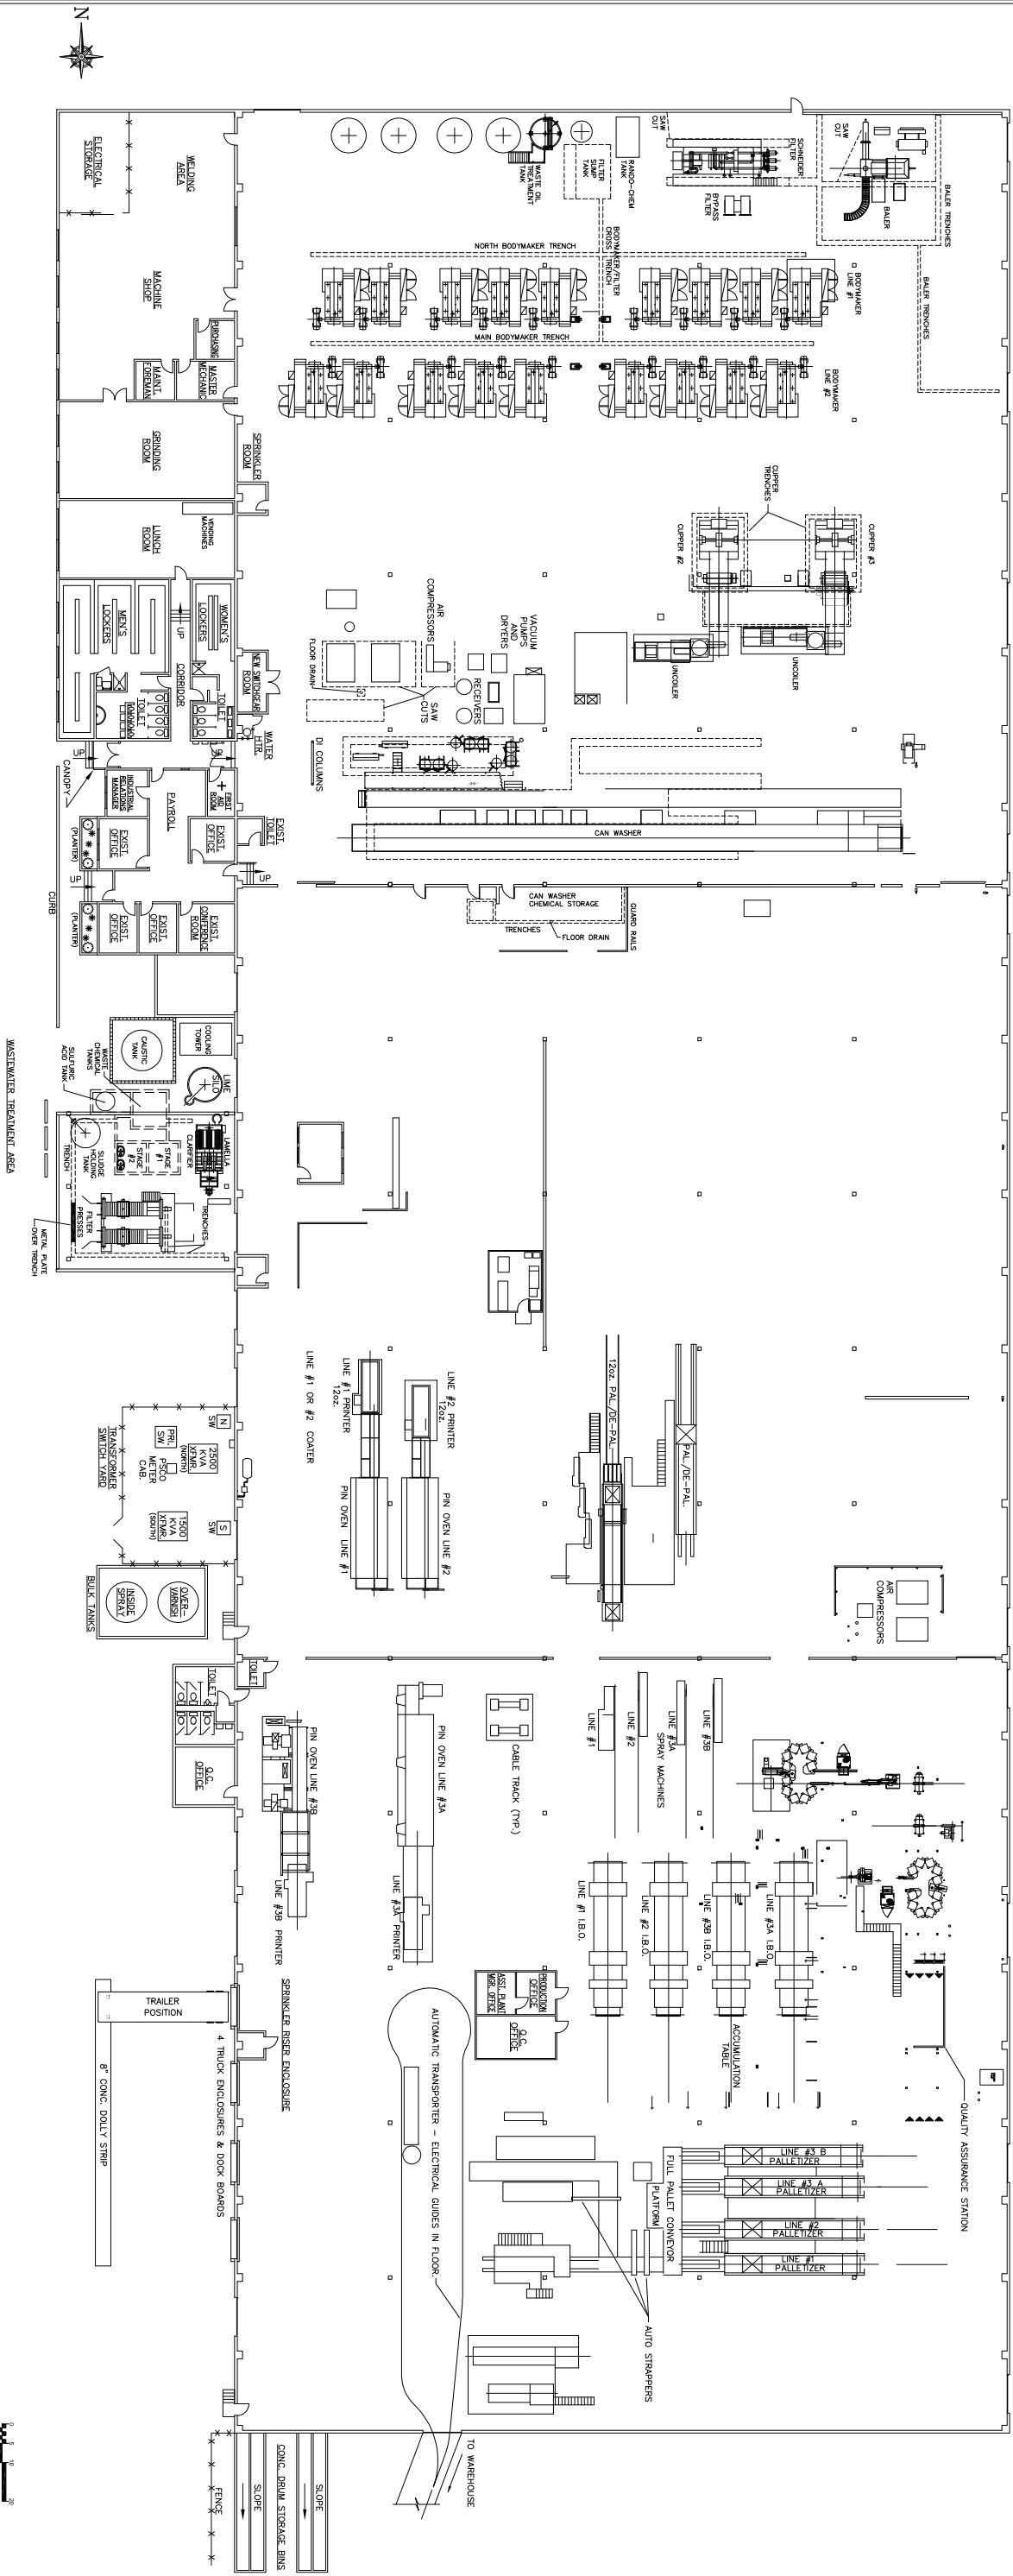 N
ELECTRICAL
STORAGE
WELDING
AREA
MACHINE
SHOP
PURCHASING
MASTER
MECHANIC
MAINT.
FOREMAN
GRINDING
ROOM
SPRINKLER
ROOM
LUNCH
ROOM
VENDING
MACHINES
WOMEN'S
LOCKERS
MEN'S
LOCKERS
UP
CORRIDOR
TOILET
TOILET
NEW SWITCHGEAR
ROOM
WATER
HTR.
UP
UP
CANOPY
FIRST
AID
ROOM
INDUSTRIAL
RELATIONS
MANAGER
PAYROLL
EXIST.
OFFICE
EXIST.
OFFICE
EXIST.
TOILET
UP
UP
(PLANTER)
(PLANTER)
CURB
EXIST.
CONFERENCE
ROOM
EXIST.
OFFICE
EXIST.
OFFICE
COOLING
TOWER
CAUSTIC
TANK
LIME
SILO
WASTE
CHEMICAL
TANKS
SULFURIC
ACID TANK
LAMELLA
CLARIFIER
STAGE
#1
STAGE
#2
SLUDGE
HOLDING
TANK
TRENCH
TRENCHES
FILTER
PRESSES
METAL PLATE
OVER TRENCH
WASTEWATER TREATMENT AREA
N
SW
2500
KVA
XFMR.
(NORTH)
PRI.
SW
PSCO
METER
CAB.
TRANSFORMER
SWITCH YARD
S
SW
1500
KVA
XFMR.
(SOUTH)
OVER-
VARNISH
INSIDE
SPRAY
BULK TANKS
TOILET
TOILET
Q.C.
OFFICE
WASTE OIL
TREATMENT
TANK
FILTER
SUMP
TANK
RANDO-CHEM
TANK
SAW
CUT
SCHNEIDER
FILTER
BYPASS
FILTER
SAW
CUT
BALER
BALER TRENCHES
BALER TRENCHES
NORTH BODYMAKER TRENCH
BODYMAKER/FILTER
CROSS TRENCH
BODYMAKER
LINE #1
MAIN BODYMAKER TRENCH
BODYMAKER
LINE #2
CUPPER
TRENCHES
CUPPER #2
CUPPER #3
UNCOILER
UNCOILER
AIR
COMPRESSORS
VACUUM
PUMPS
AND
DRYERS
FLOOR DRAIN
SAW
CUTS
RECEIVERS
DI COLUMNS
CAN WASHER
CAN WASHER
CHEMICAL STORAGE
GUARD RAILS
TRENCHES
FLOOR DRAIN
LINE #1 OR #2 COATER
LINE #1 PRINTER
12oz.
LINE #2 PRINTER
12oz.
PIN OVEN LINE #1
PIN OVEN LINE #2
12oz. PAL./DE-PAL.
PAL./DE-PAL.
AIR
COMPRESSORS
PIN OVEN LINE #3B
LINE #3B PRINTER
PIN OVEN LINE #3A
LINE #3A PRINTER
CABLE TRACK (TYP.)
LINE #1
LINE #2
SPRAY MACHINES
LINE #3A
LINE #3B
LINE #1 I.B.O.
LINE #2 I.B.O.
LINE #3B I.B.O.
LINE #3A I.B.O.
PRODUCTION
OFFICE
ASST. PLANT
MGR. OFFICE
Q.C.
OFFICE
ACCUMULATION
TABLE
QUALITY ASSURANCE STATION
SPRINKLER RISER ENCLOSURE
AUTOMATIC TRANSPORTER - ELECTRICAL GUIDES IN FLOOR.
TRAILER
POSITION
4 TRUCK ENCLOSURES & DOCK BOARDS
8" CONC. DOLLY STRIP
FULL PALLET CONVEYOR
PLATFORM
LINE #3 B
PALLETIZER
LINE #3 A
PALLETIZER
LINE #2
PALLETIZER
LINE #1
PALLETIZER
AUTO STRAPPERS
TO WAREHOUSE
FENCE
SLOPE
CONC. DRUM STORAGE BINS
SLOPE
0 5 10 20